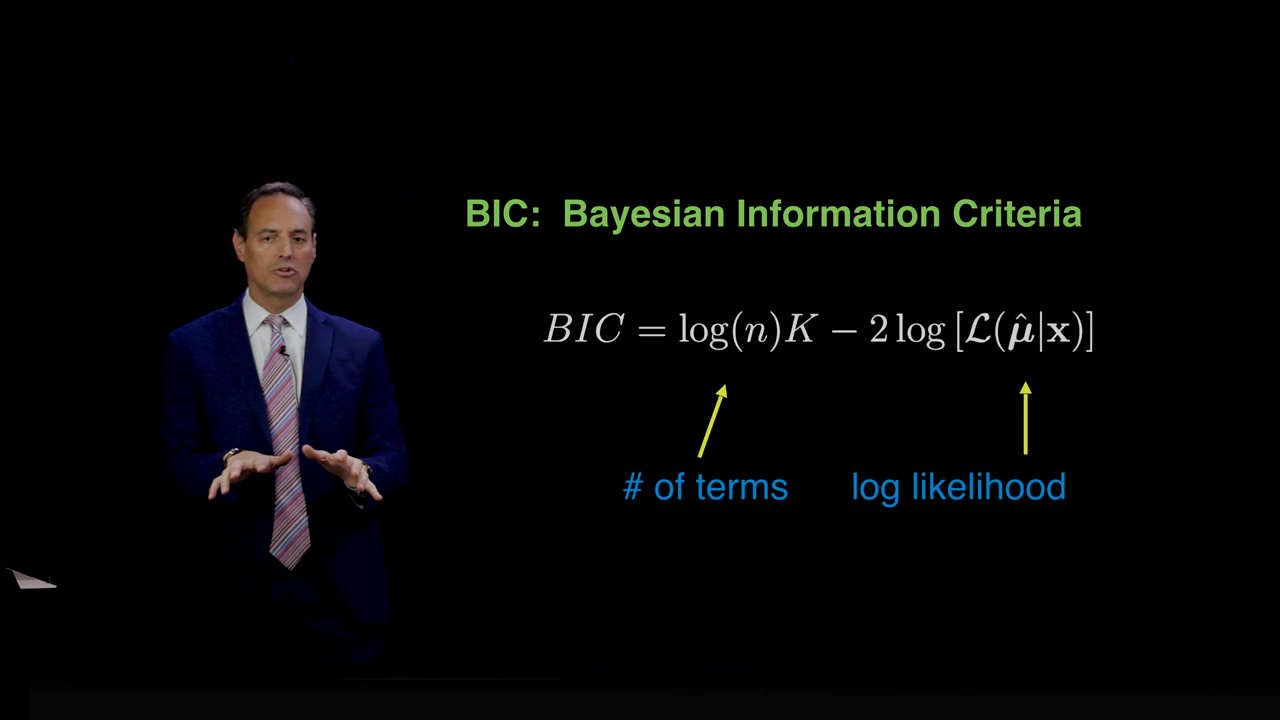 BIC: Bayesian Information Criteria
BIC = log(n)K − 2 log [𝓛(μ̂|x)]
# of terms
log likelihood